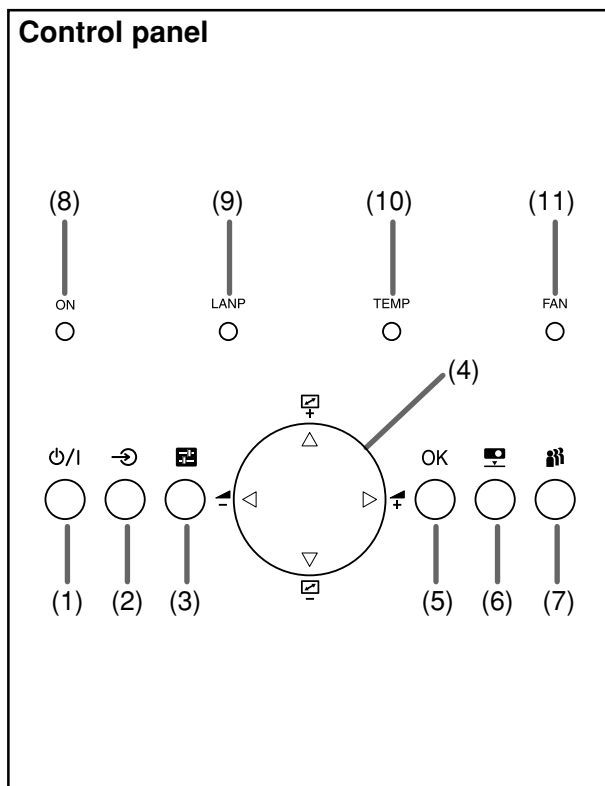 Control panel
(8) (9) (10) (11)
ON LANP TEMP FAN
(4)
+
⏻/I OK
− +
−
(1) (2) (3) (5) (6) (7)